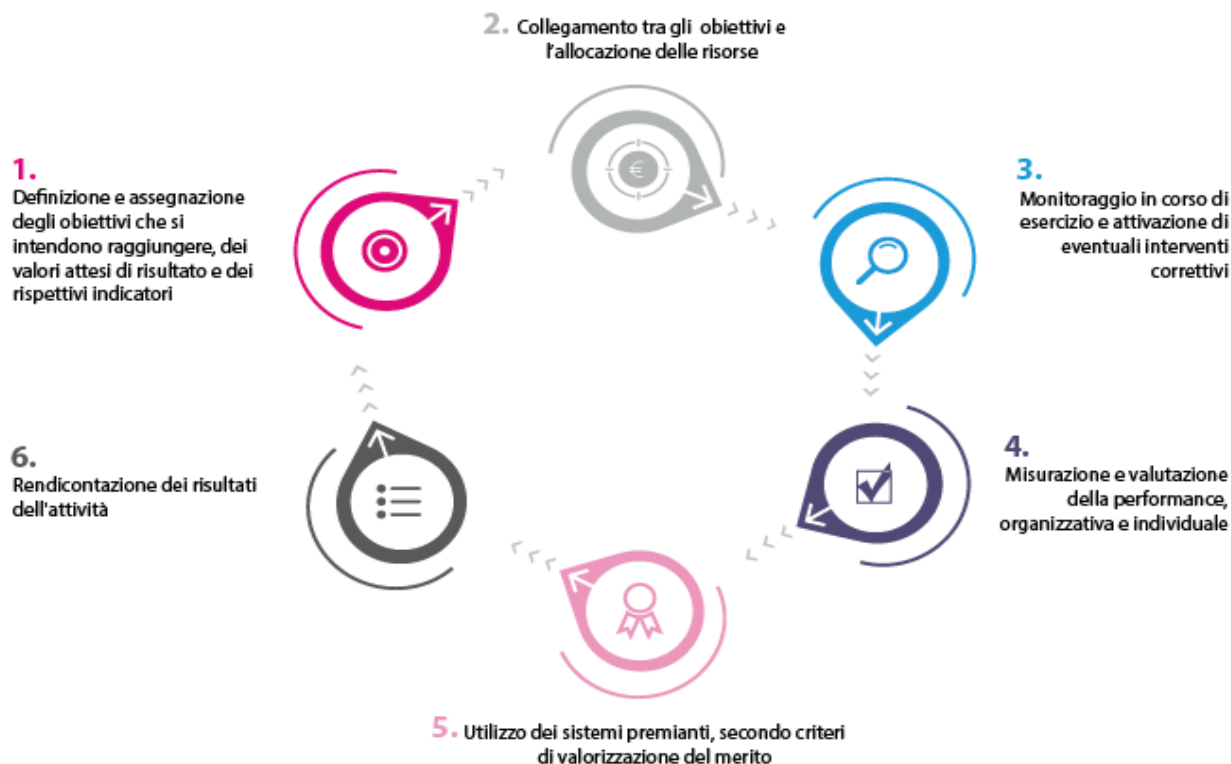 1.
Definizione e assegnazione
degli obiettivi che si
intendono raggiungere, dei
valori attesi di risultato e dei
rispettivi indicatori
2. Collegamento tra gli obiettivi e
l'allocazione delle risorse
€
3.
Monitoraggio in corso di
esercizio e attivazione di
eventuali interventi
correttivi
4.
Misurazione e valutazione
della performance,
organizzativa e individuale
5. Utilizzo dei sistemi premianti, secondo criteri
di valorizzazione del merito
6.
Rendicontazione dei risultati
dell'attività